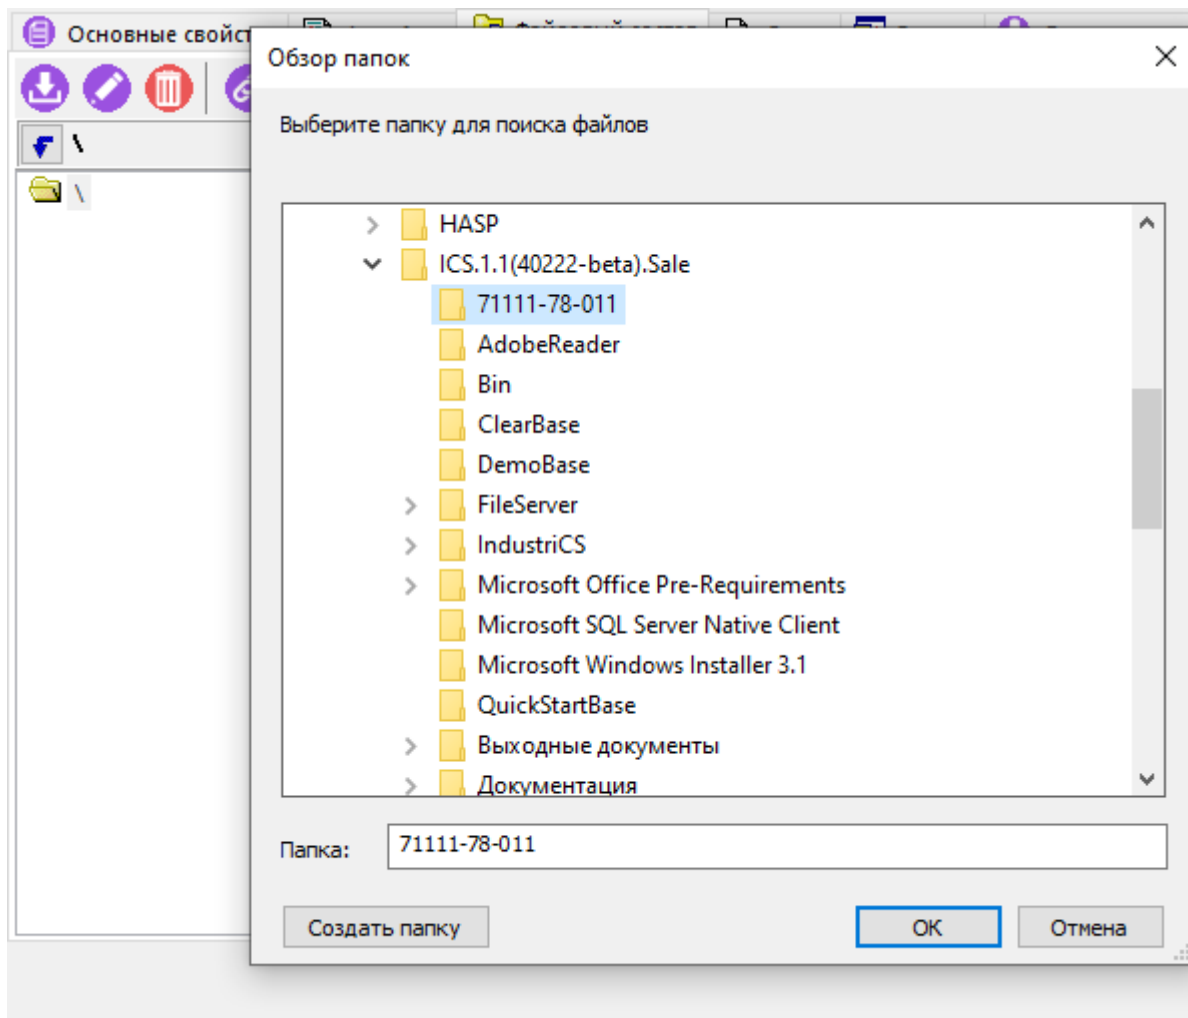 Основные свойст
Обзор папок
Выберите папку для поиска файлов
\
\
HASP
ICS.1.1(40222-beta).Sale
71111-78-011
AdobeReader
Bin
ClearBase
DemoBase
FileServer
IndustriCS
Microsoft Office Pre-Requirements
Microsoft SQL Server Native Client
Microsoft Windows Installer 3.1
QuickStartBase
Выходные документы
Документация
Папка: 71111-78-011
Создать папку ОК Отмена